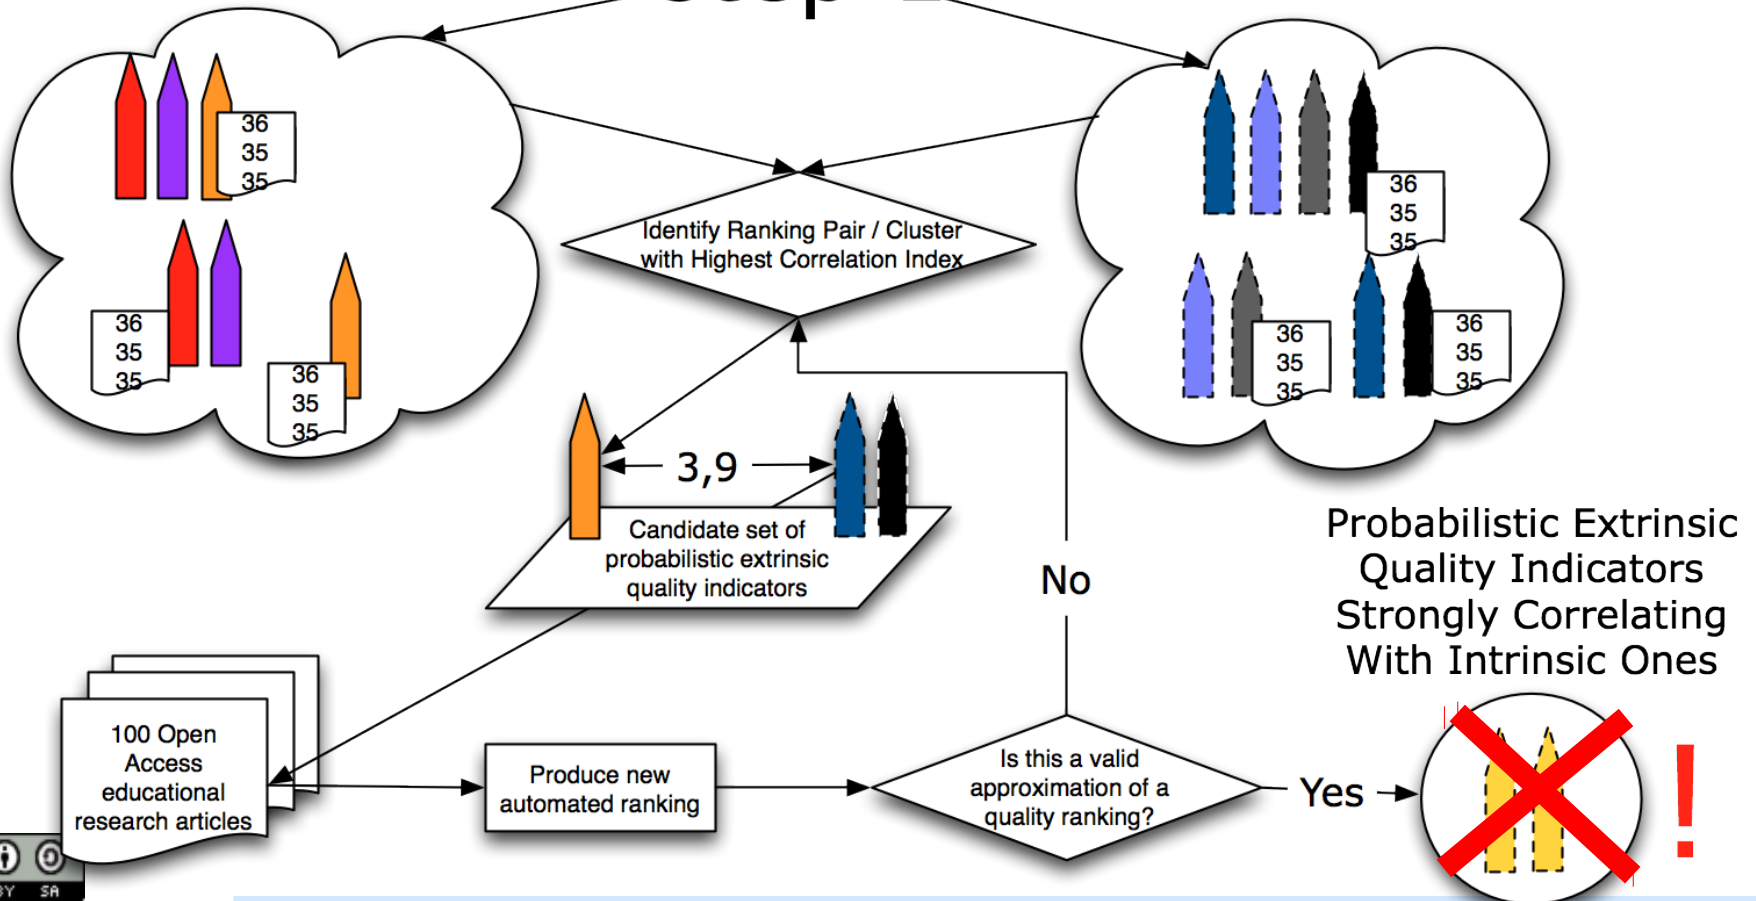 36
35
35
36
35
35
36
35
35
36
35
35
36
35
35
36
35
35
Identify Ranking Pair / Cluster
with Highest Correlation Index
3,9
Candidate set of
probabilistic extrinsic
quality indicators
No
Probabilistic Extrinsic
Quality Indicators
Strongly Correlating
With Intrinsic Ones
100 Open
Access
educational
research articles
Produce new
automated ranking
Is this a valid
approximation of a
quality ranking?
Yes
!
BY SA